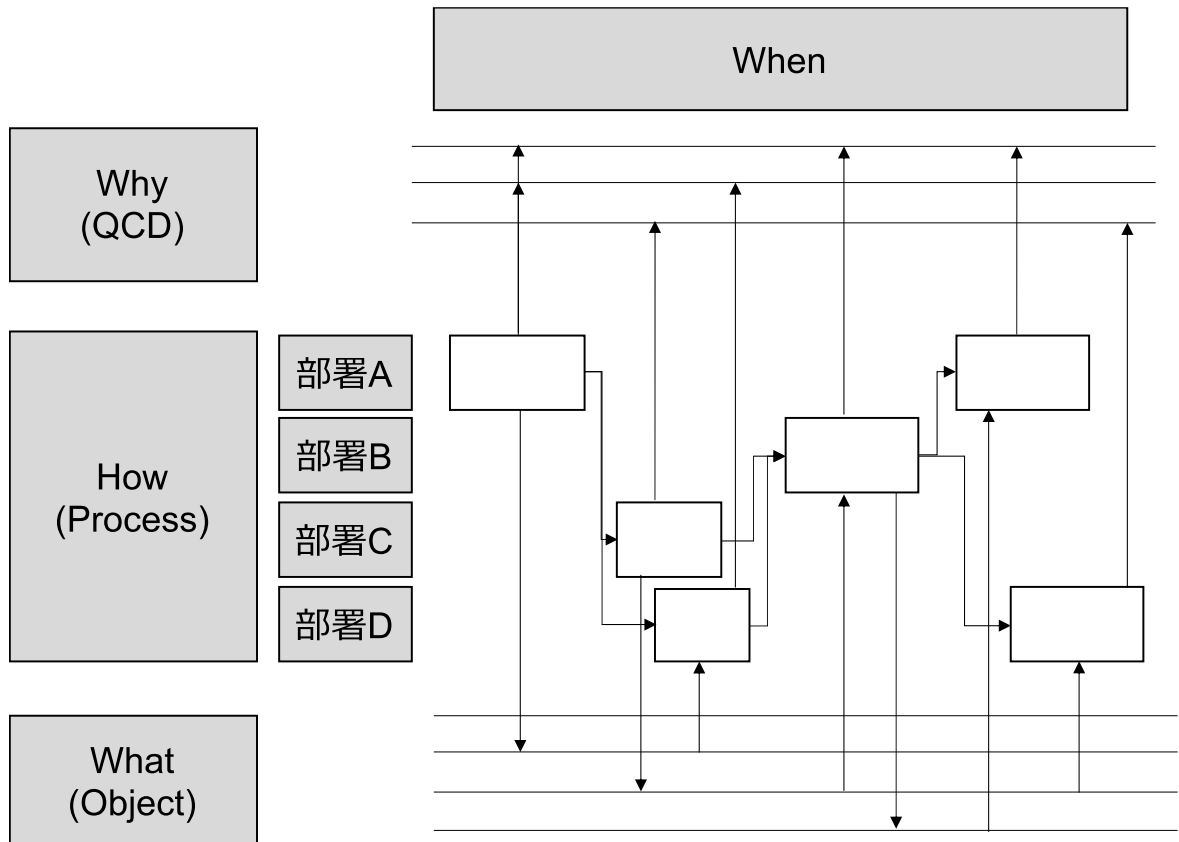 When
Why
(QCD)
How
(Process)
部署A
部署B
部署C
部署D
What
(Object)